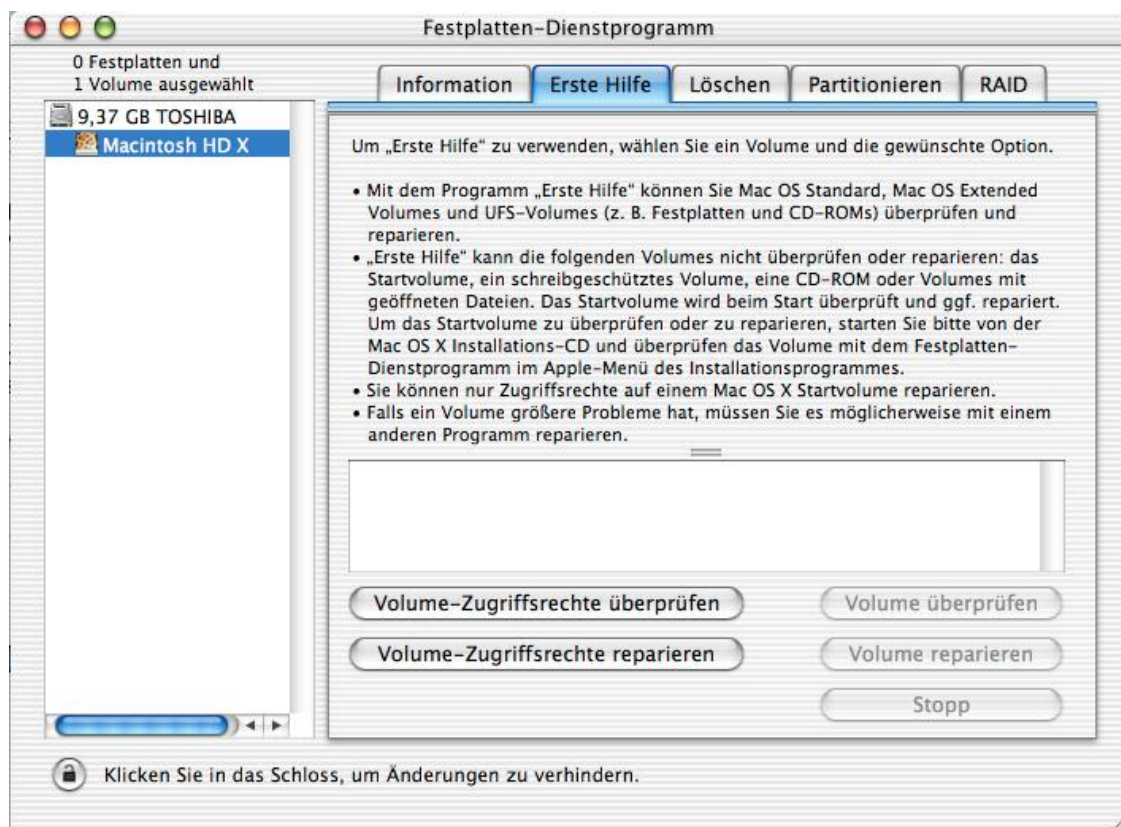 Festplatten-Dienstprogramm
0 Festplatten und
1 Volume ausgewählt
9,37 GB TOSHIBA
Macintosh HD X
Information
Erste Hilfe
Löschen
Partitionieren
RAID
Um „Erste Hilfe“ zu verwenden, wählen Sie ein Volume und die gewünschte Option.
• Mit dem Programm „Erste Hilfe“ können Sie Mac OS Standard, Mac OS Extended
Volumes und UFS-Volumes (z. B. Festplatten und CD-ROMs) überprüfen und
reparieren.
• „Erste Hilfe“ kann die folgenden Volumes nicht überprüfen oder reparieren: das
Startvolume, ein schreibgeschütztes Volume, eine CD-ROM oder Volumes mit
geöffneten Dateien. Das Startvolume wird beim Start überprüft und ggf. repariert.
Um das Startvolume zu überprüfen oder zu reparieren, starten Sie bitte von der
Mac OS X Installations-CD und überprüfen das Volume mit dem Festplatten-
Dienstprogramm im Apple-Menü des Installationsprogrammes.
• Sie können nur Zugriffsrechte auf einem Mac OS X Startvolume reparieren.
• Falls ein Volume größere Probleme hat, müssen Sie es möglicherweise mit einem
anderen Programm reparieren.
Volume-Zugriffsrechte überprüfen
Volume überprüfen
Volume-Zugriffsrechte reparieren
Volume reparieren
Stopp
Klicken Sie in das Schloss, um Änderungen zu verhindern.